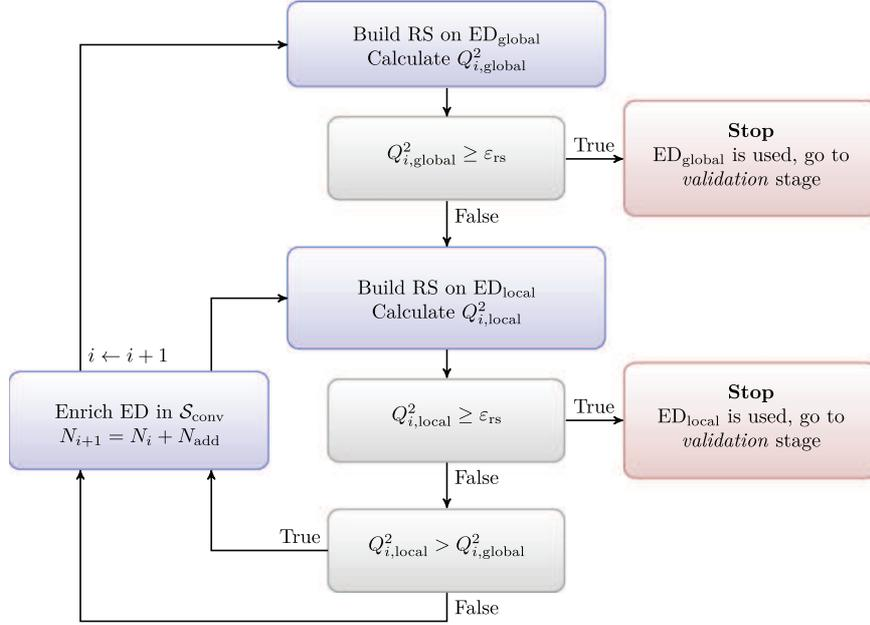 Build RS on ED_global
Calculate Q²_i,global
Q²_i,global ≥ ε_rs
True
Stop
ED_global is used, go to
validation stage
False
Build RS on ED_local
Calculate Q²_i,local
i ← i + 1
Enrich ED in 𝒮_conv
N_i+1 = N_i + N_add
Q²_i,local ≥ ε_rs
True
Stop
ED_local is used, go to
validation stage
False
True
Q²_i,local > Q²_i,global
False